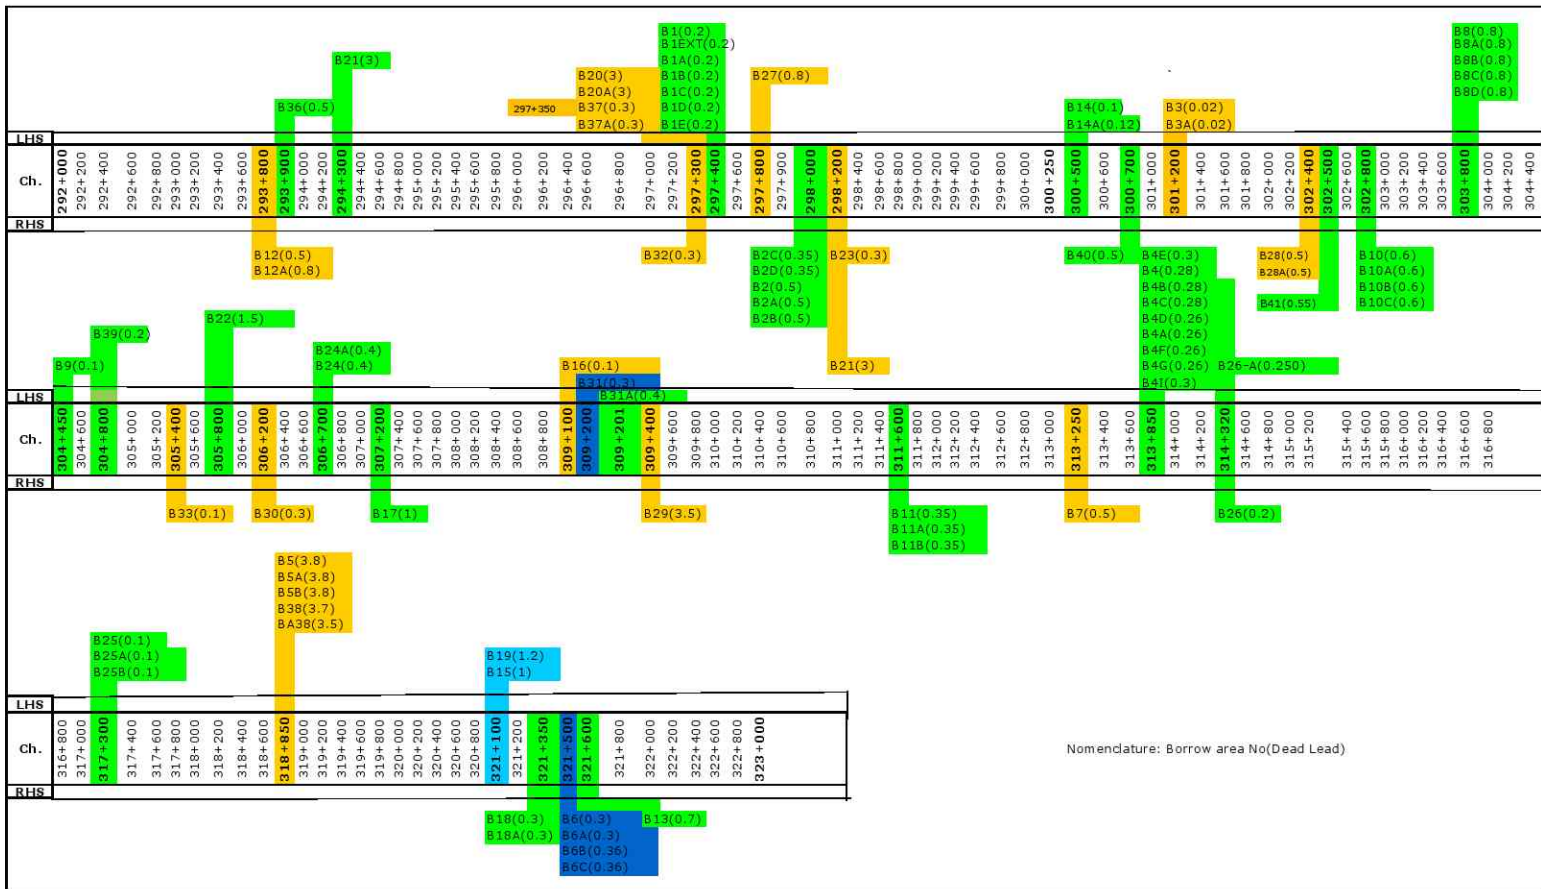 B1(0.2)
B1EXT(0.2)
B1A(0.2)
B1B(0.2)
B1C(0.2)
B1D(0.2)
B1E(0.2)
B8(0.8)
B8A(0.8)
B8B(0.8)
B8C(0.8)
B8D(0.8)
B21(3)
B20(3)
B20A(3)
B37(0.3)
B37A(0.3)
B27(0.8)
B36(0.5)
297+350
B14(0.1)
B14A(0.12)
B3(0.02)
B3A(0.02)
LHS
Ch.
292+000 292+200 292+400 292+600 292+800 293+000 293+200 293+400 293+600 293+800 293+900 294+000 294+200 294+300 294+400 294+600 294+800 295+000 295+200 295+400 295+600 295+800 296+000 296+200 296+400 296+600 296+800 297+000 297+200 297+300 297+400 297+600 297+800 297+900 298+000 298+200 298+400 298+600 298+800 299+000 299+200 299+400 299+600 300+000 300+250 300+500 300+600 300+700 301+000 301+200 301+400 301+600 301+800 302+000 302+200 302+400 302+500 302+600 302+800 303+000 303+200 303+400 303+600 303+800 304+000 304+200 304+400
RHS
B12(0.5)
B12A(0.8)
B32(0.3)
B2C(0.35)
B2D(0.35)
B2(0.5)
B2A(0.5)
B2B(0.5)
B23(0.3)
B21(3)
B40(0.5)
B4E(0.3)
B4(0.28)
B4B(0.28)
B4C(0.28)
B4D(0.26)
B4A(0.26)
B4F(0.26)
B4G(0.26)
B4I(0.3)
B28(0.5)
B28A(0.5)
B41(0.55)
B10(0.6)
B10A(0.6)
B10B(0.6)
B10C(0.6)
B9(0.1)
B39(0.2)
B22(1.5)
B24A(0.4)
B24(0.4)
B16(0.1)
B31(0.3)
B31A(0.4)
B26-A(0.250)
LHS
Ch.
304+450 304+600 304+800 305+000 305+200 305+400 305+600 305+800 306+000 306+200 306+400 306+600 306+700 306+800 307+000 307+200 307+400 307+600 307+800 308+000 308+200 308+400 308+600 308+800 309+100 309+200 309+201 309+400 309+600 309+800 310+000 310+200 310+400 310+600 310+800 311+000 311+200 311+400 311+600 311+800 312+000 312+200 312+400 312+600 312+800 313+000 313+250 313+400 313+600 313+850 314+000 314+200 314+320 314+600 314+800 315+000 315+200 315+400 315+600 315+800 316+000 316+200 316+400 316+600 316+800
RHS
B33(0.1)
B30(0.3)
B17(1)
B29(3.5)
B11(0.35)
B11A(0.35)
B11B(0.35)
B7(0.5)
B26(0.2)
B5(3.8)
B5A(3.8)
B5B(3.8)
B38(3.7)
BA38(3.5)
B25(0.1)
B25A(0.1)
B25B(0.1)
B19(1.2)
B15(1)
LHS
Ch.
316+800 317+000 317+300 317+400 317+600 317+800 318+000 318+200 318+400 318+600 318+850 319+000 319+200 319+400 319+600 319+800 320+000 320+200 320+400 320+600 320+800 321+100 321+200 321+350 321+500 321+600 321+800 322+000 322+200 322+400 322+600 322+800 323+000
RHS
Nomenclature: Borrow area No(Dead Lead)
B18(0.3)
B18A(0.3)
B6(0.3)
B6A(0.3)
B6B(0.36)
B6C(0.36)
B13(0.7)